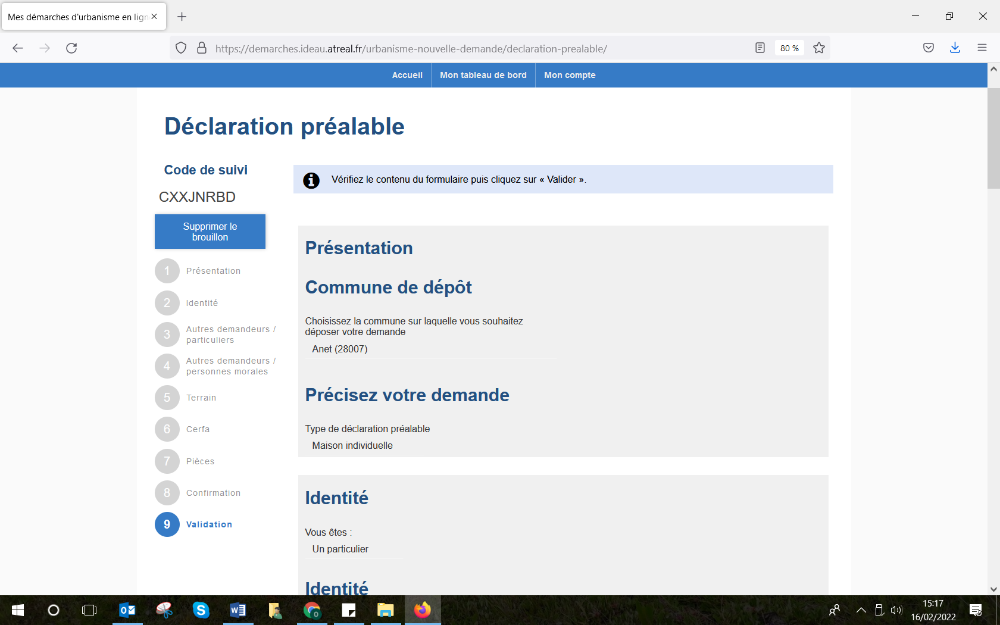 Mes démarches d'urbanisme en lign
https://demarches.ideau.atreal.fr/urbanisme-nouvelle-demande/declaration-prealable/
80 %
Accueil
Mon tableau de bord
Mon compte
Déclaration préalable
Code de suivi
CXXJNRBD
Supprimer le
brouillon
1 Présentation
2 Identité
3 Autres demandeurs /
particuliers
4 Autres demandeurs /
personnes morales
5 Terrain
6 Cerfa
7 Pièces
8 Confirmation
9 Validation
Vérifiez le contenu du formulaire puis cliquez sur « Valider ».
Présentation
Commune de dépôt
Choisissez la commune sur laquelle vous souhaitez
déposer votre demande
Anet (28007)
Précisez votre demande
Type de déclaration préalable
Maison individuelle
Identité
Vous êtes :
Un particulier
Identité
15:17
16/02/2022